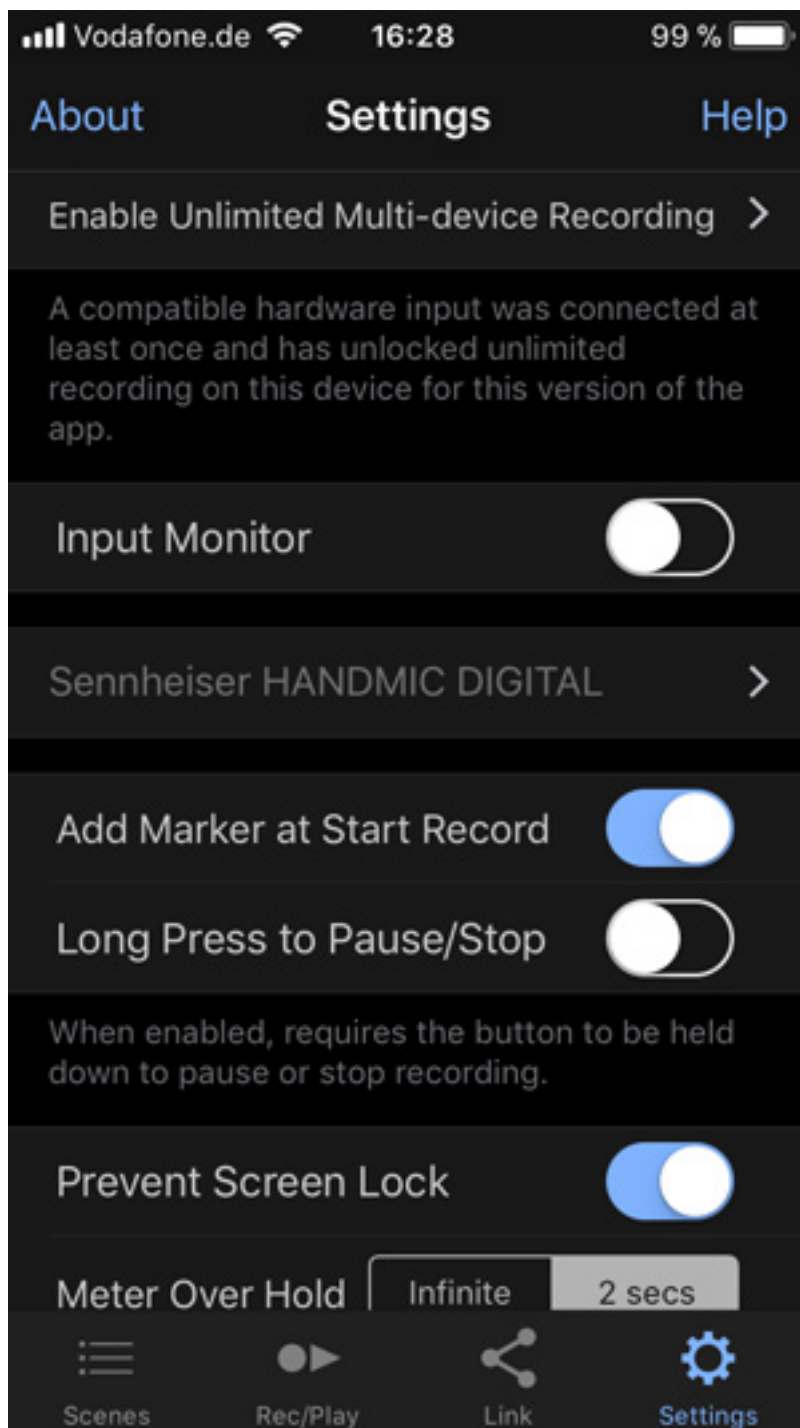 Vodafone.de 16:28 99 %
About Settings Help
Enable Unlimited Multi-device Recording
A compatible hardware input was connected at
least once and has unlocked unlimited
recording on this device for this version of the
app.
Input Monitor
Sennheiser HANDMIC DIGITAL
Add Marker at Start Record
Long Press to Pause/Stop
When enabled, requires the button to be held
down to pause or stop recording.
Prevent Screen Lock
Meter Over Hold Infinite 2 secs
Scenes Rec/Play Link Settings